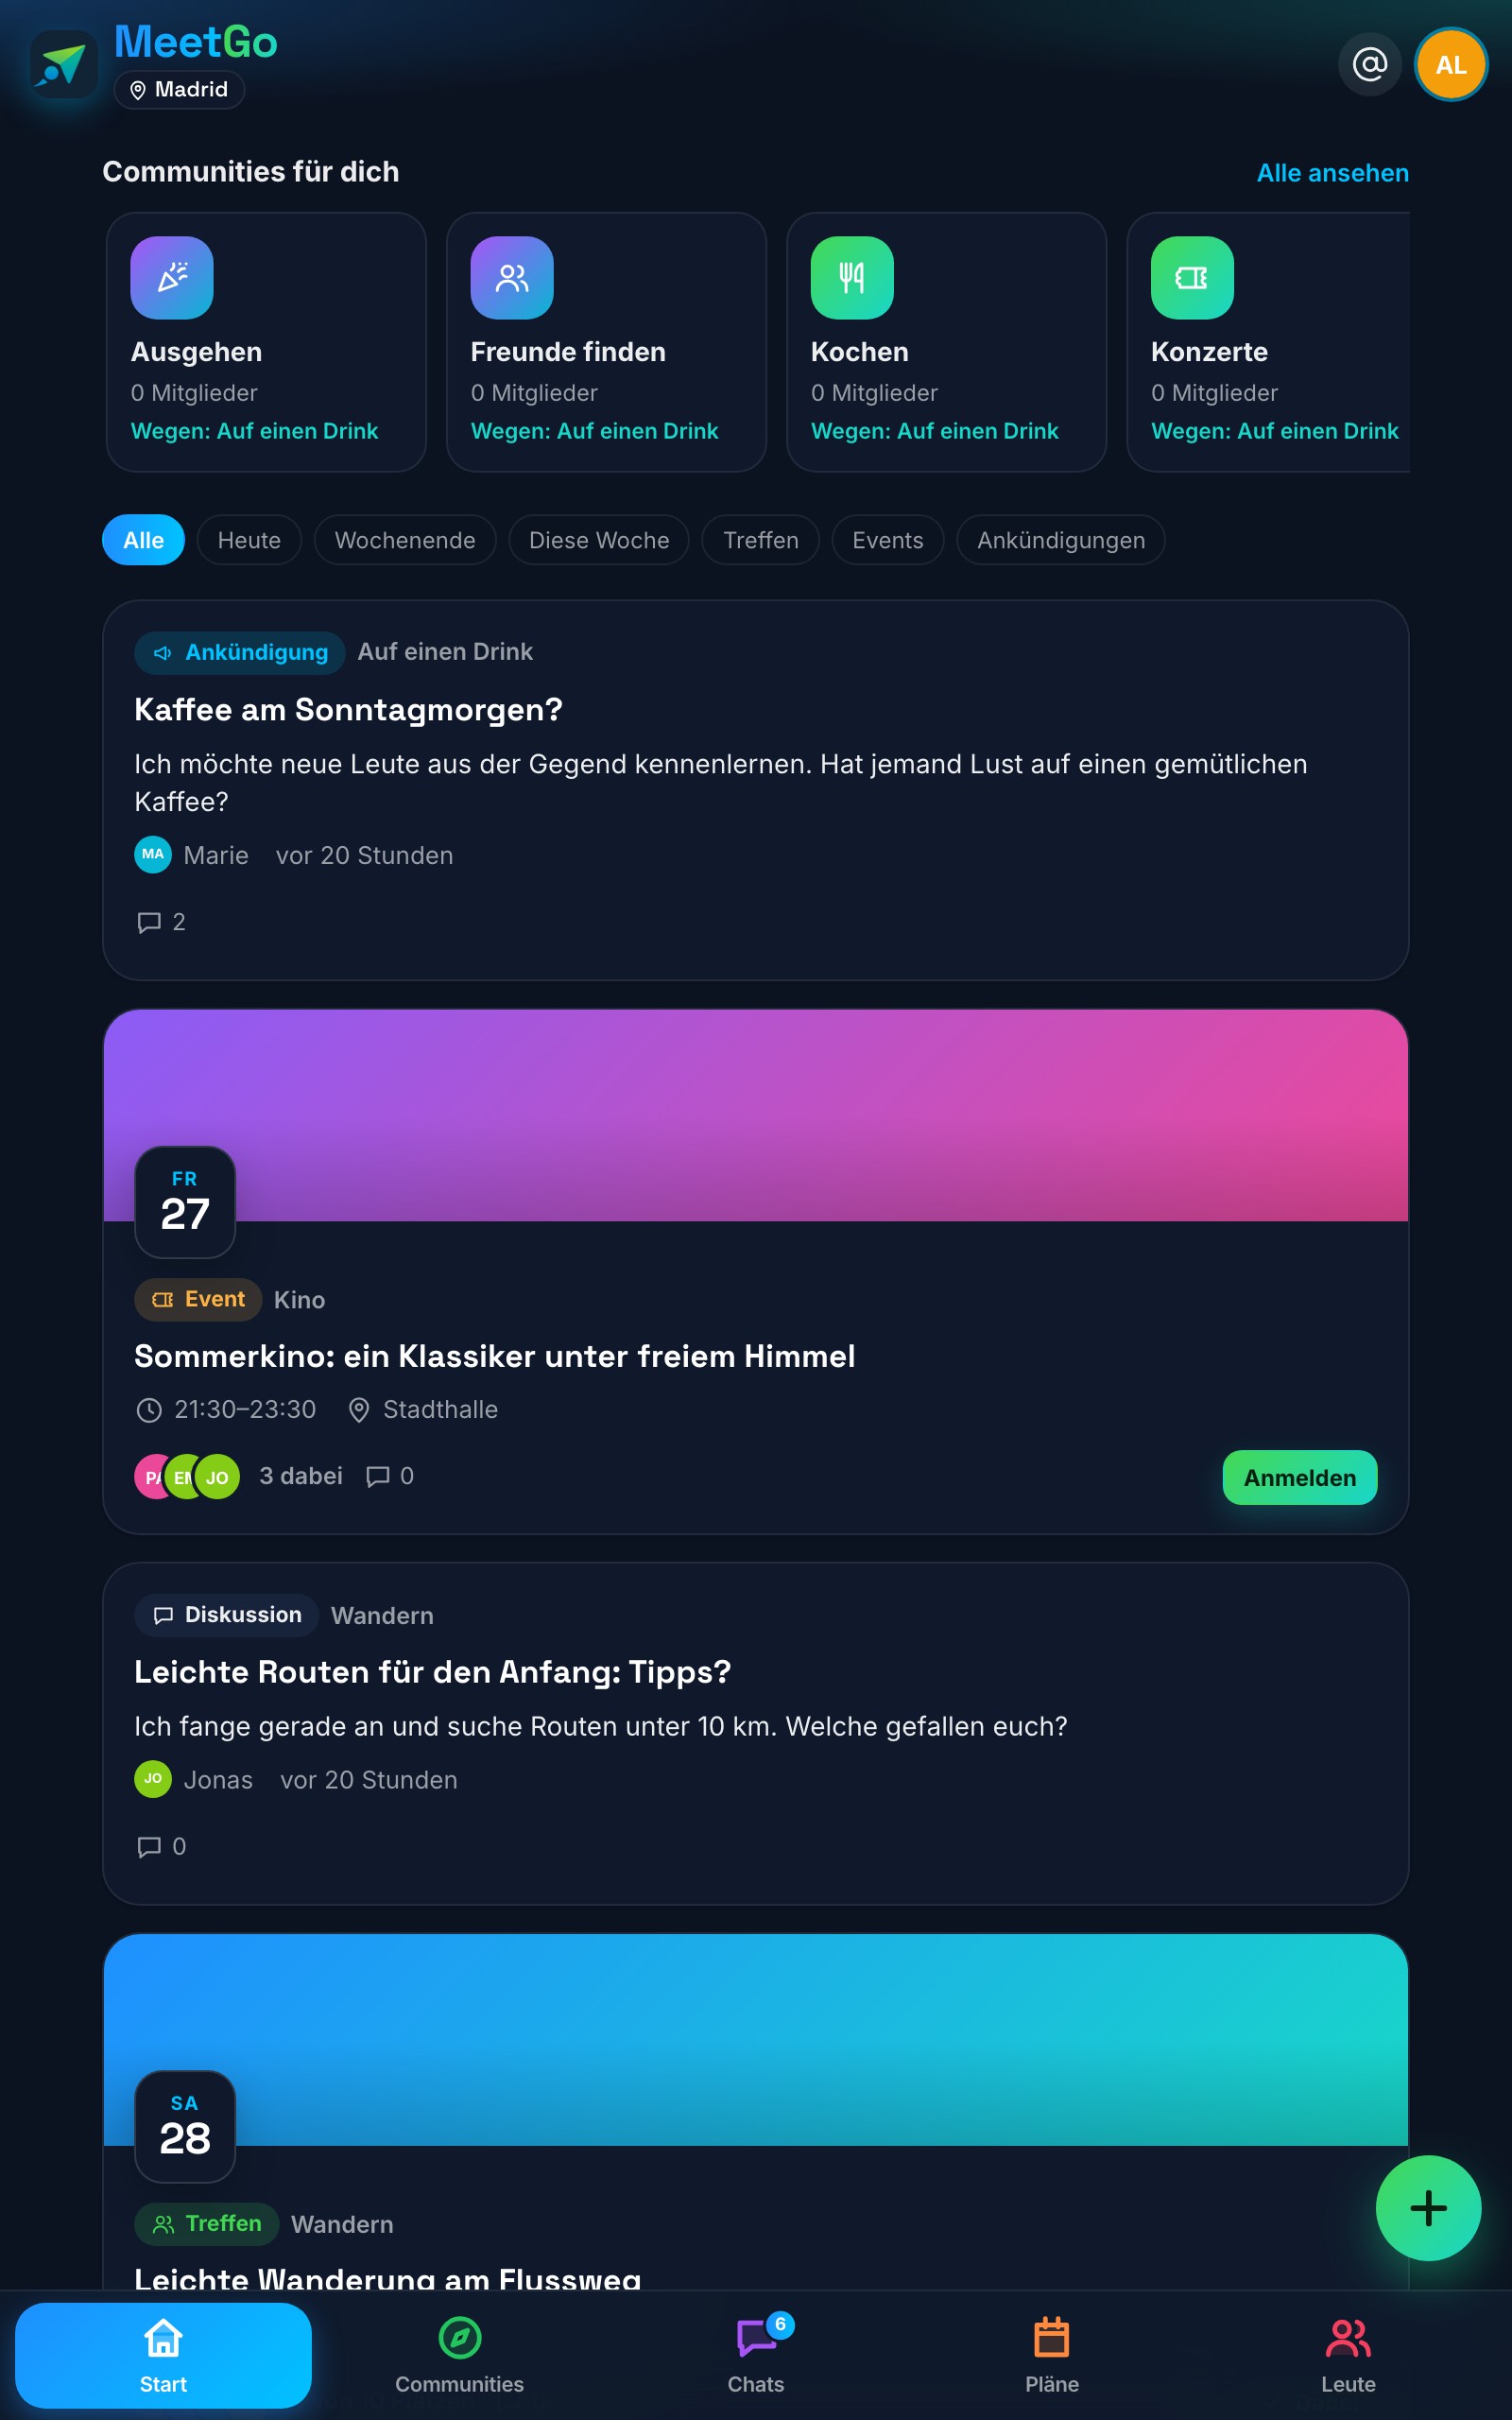 MeetGo
Madrid
AL
Communities für dich
Alle ansehen
Ausgehen
0 Mitglieder
Wegen: Auf einen Drink
Freunde finden
0 Mitglieder
Wegen: Auf einen Drink
Kochen
0 Mitglieder
Wegen: Auf einen Drink
Konzerte
0 Mitglieder
Wegen: Auf einen Drink
Alle
Heute
Wochenende
Diese Woche
Treffen
Events
Ankündigungen
Ankündigung Auf einen Drink
Kaffee am Sonntagmorgen?
Ich möchte neue Leute aus der Gegend kennenlernen. Hat jemand Lust auf einen gemütlichen
Kaffee?
MA Marie vor 20 Stunden
2
FR
27
Event Kino
Sommerkino: ein Klassiker unter freiem Himmel
21:30–23:30 Stadthalle
JO 3 dabei 0
Anmelden
Diskussion Wandern
Leichte Routen für den Anfang: Tipps?
Ich fange gerade an und suche Routen unter 10 km. Welche gefallen euch?
JO Jonas vor 20 Stunden
0
SA
28
Treffen Wandern
Leichte Wanderung am Flussweg
Start
Communities
6
Chats
Pläne
Leute